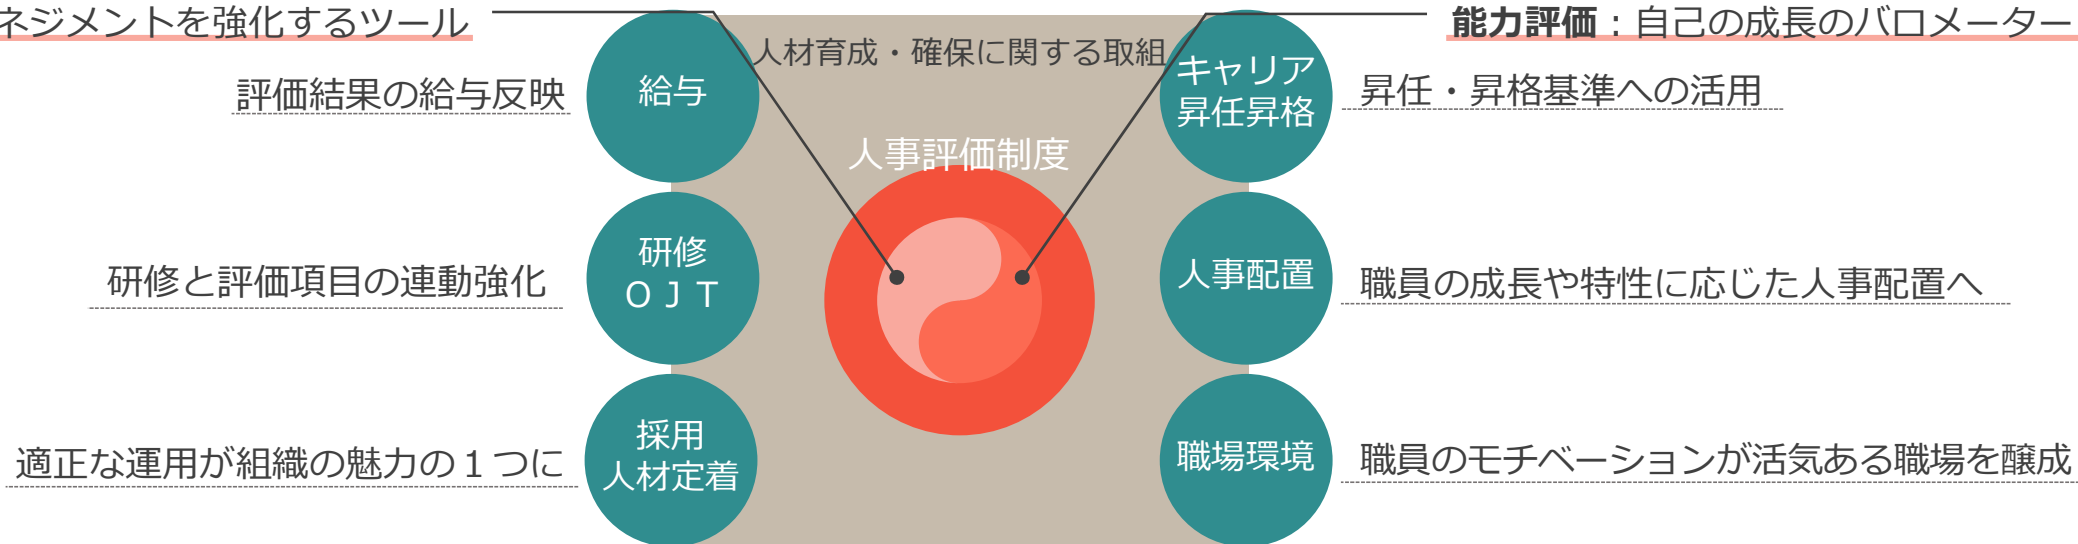 ネジメントを強化するツール
能力評価：自己の成長のバロメーター
人材育成・確保に関する取組
評価結果の給与反映
給与
キャリア
昇任昇格
昇任・昇格基準への活用
人事評価制度
研修と評価項目の連動強化
研修
ＯＪＴ
人事配置
職員の成長や特性に応じた人事配置へ
適正な運用が組織の魅力の１つに
採用
人材定着
職場環境
職員のモチベーションが活気ある職場を醸成